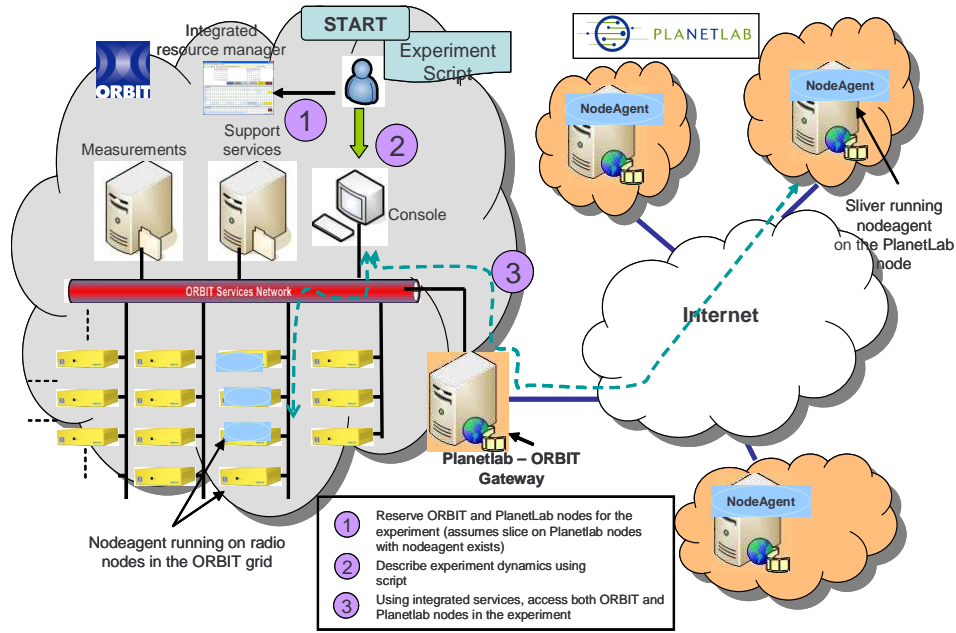 START
Integrated
resource manager
Experiment
Script
ORBIT
PLANETLAB
1
2
Measurements
Support
services
Console
3
ORBIT Services Network
NodeAgent
NodeAgent
Sliver running
nodeagent
on the PlanetLab
node
Internet
Planetlab – ORBIT
Gateway
NodeAgent
Nodeagent running on radio
nodes in the ORBIT grid
1
Reserve ORBIT and PlanetLab nodes for the
experiment (assumes slice on Planetlab nodes
with nodeagent exists)
2
Describe experiment dynamics using
script
3
Using integrated services, access both ORBIT and
Planetlab nodes in the experiment